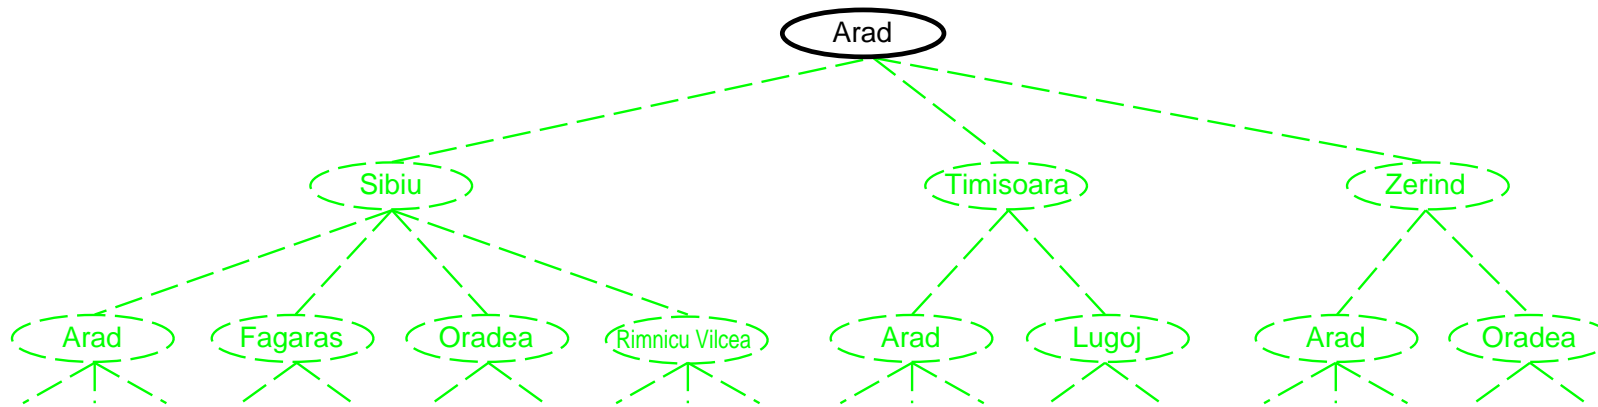 Arad
Sibiu
Timisoara
Zerind
Arad
Fagaras
Oradea
Rimnicu Vilcea
Arad
Lugoj
Arad
Oradea